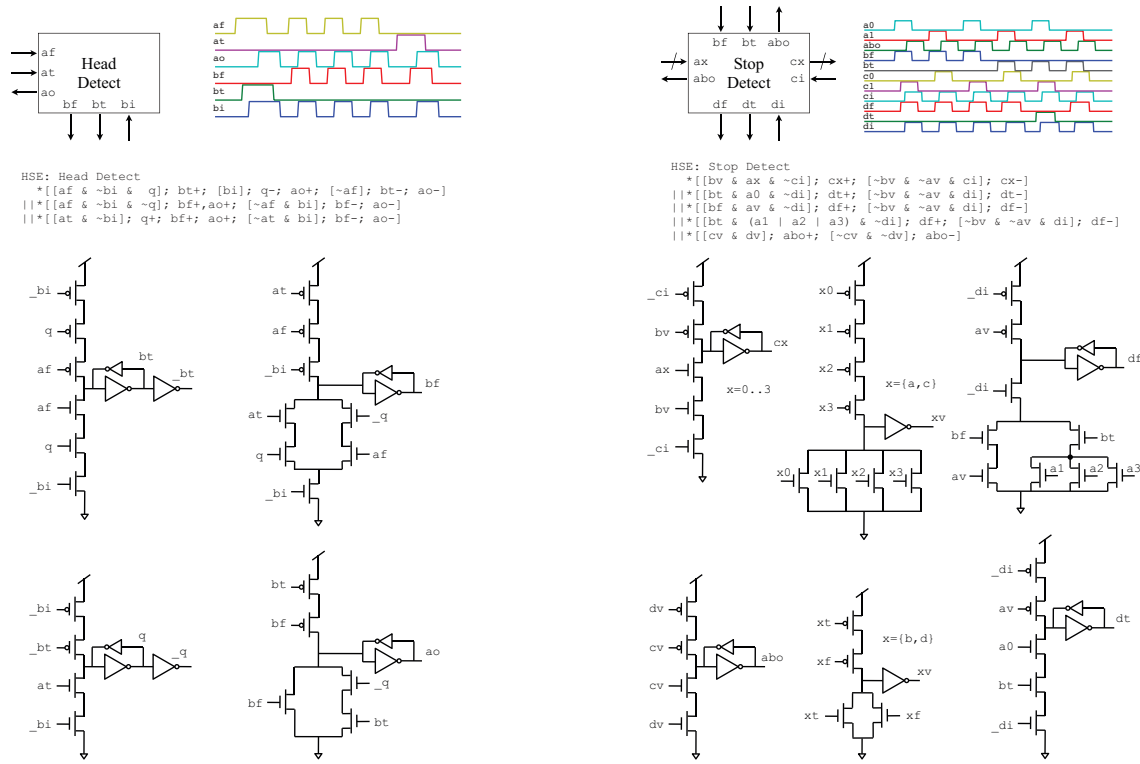 af
at
ao
Head
Detect
bf bt bi
af
at
ao
bf
bt
bi
bf bt abo
ax
abo
Stop
Detect
cx
ci
df dt di
a0
a1
abo
bf
bt
c0
c1
ci
df
dt
di
HSE: Head Detect
*[[af & ~bi & q]; bt+; [bi]; q-; ao+; [~af]; bt-; ao-]
||*[[af & ~bi & ~q]; bf+,ao+; [~af & bi]; bf-; ao-]
||*[[at & ~bi]; q+; bf+; ao+; [~at & bi]; bf-; ao-]
HSE: Stop Detect
*[[bv & ax & ~ci]; cx+; [~bv & ~av & ci]; cx-]
||*[[bt & a0 & ~di]; dt+; [~bv & ~av & di]; dt-]
||*[[bf & av & ~di]; df+; [~bv & ~av & di]; df-]
||*[[bt & (a1 | a2 | a3) & ~di]; df+; [~bv & ~av & di]; df-]
||*[[cv & dv]; abo+; [~cv & ~dv]; abo-]
_bi
q
af
bt
_bt
af
q
_bi
at
af
_bi
bf
at
_q
q
af
_bi
_ci
bv
cx
ax
x=0..3
bv
_ci
x0
x1
x2
x={a,c}
x3
xv
x0 x1 x2 x3
_di
av
df
_di
bf
bt
av
a1 a2 a3
_bi
_bt
q
_q
at
_bi
bt
bf
ao
_q
bf
bt
dv
cv
abo
cv
dv
xt
x={b,d}
xf
xv
xt
xf
_di
av
dt
a0
bt
_di